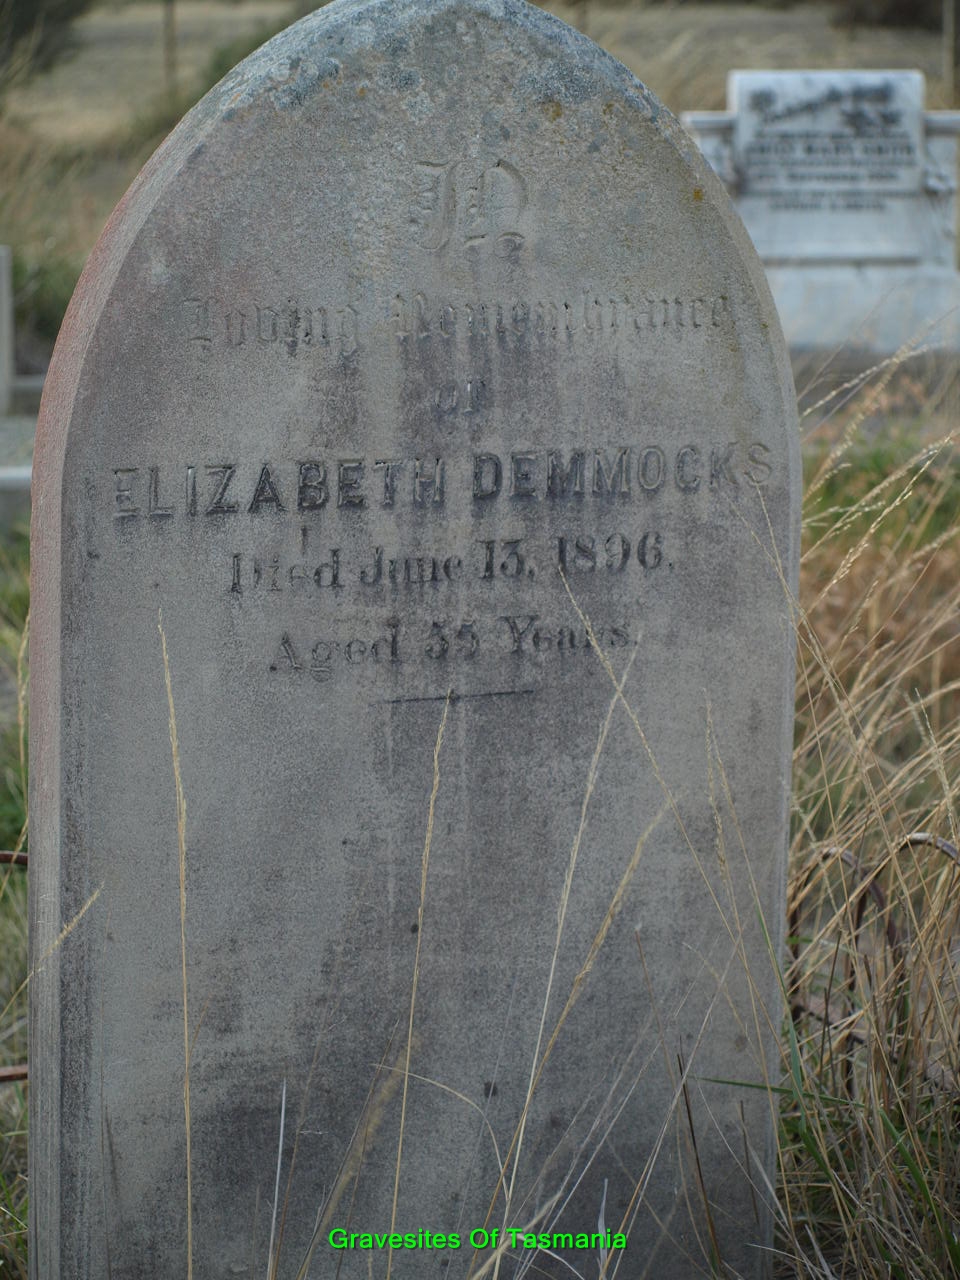 In
Loving Remembrance
of
ELIZABETH DEMMOCKS
Died June 13, 1896.
Aged 55 Years.
Gravesites Of Tasmania